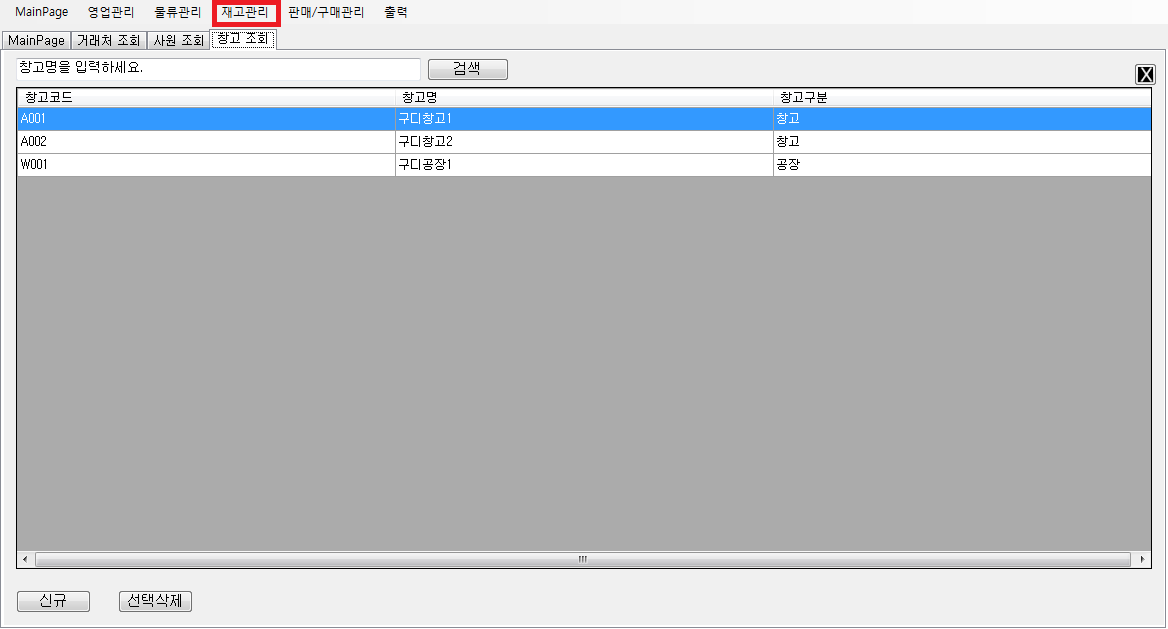 MainPage 영업관리 물류관리 재고관리 판매/구매관리 출력
MainPage 거래처 조회 사원 조회 창고 조회
창고명을 입력하세요. 검색 X
창고코드 창고명 창고구분
A001 구디창고1 창고
A002 구디창고2 창고
W001 구디공장1 공장
신규 선택삭제